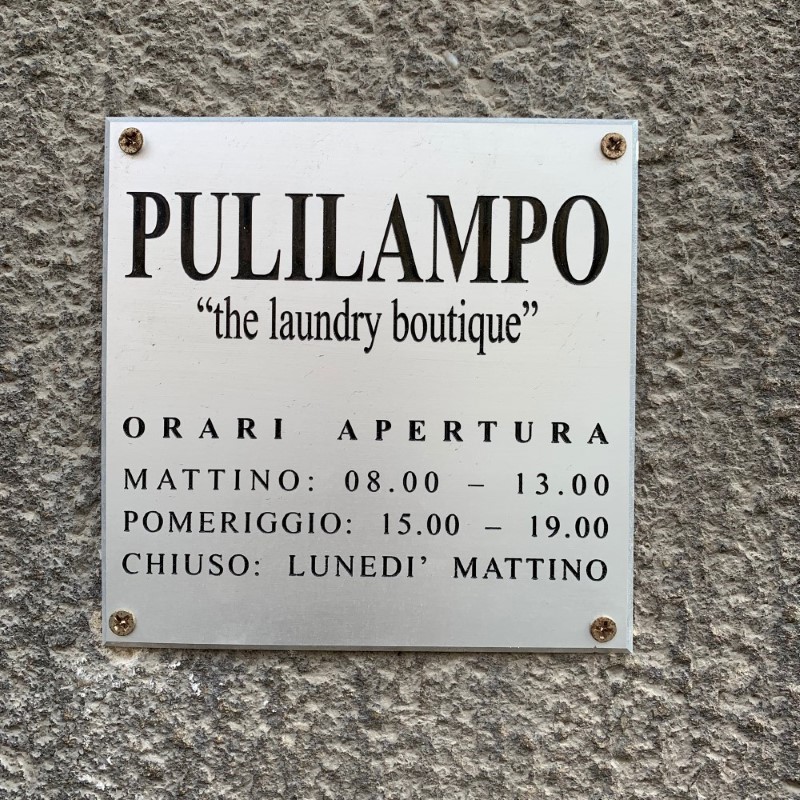 PULILAMPO
“the laundry boutique”
ORARI APERTURA
MATTINO: 08.00 – 13.00
POMERIGGIO: 15.00 – 19.00
CHIUSO: LUNEDI’ MATTINO